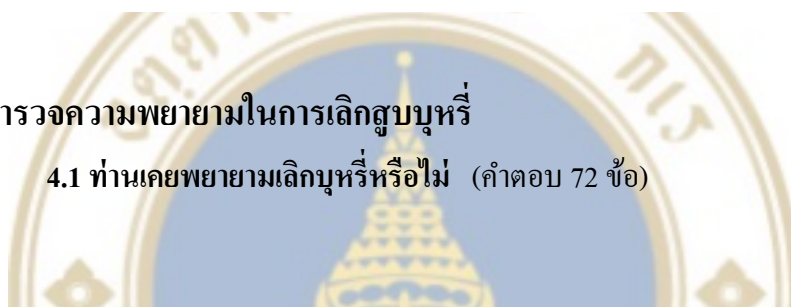 ารวจความพยายามในการเลิกสูบบุหรี่
4.1 ท่านเคยพยายามเลิกบุหรี่หรือไม่ (คำตอบ 72 ข้อ)